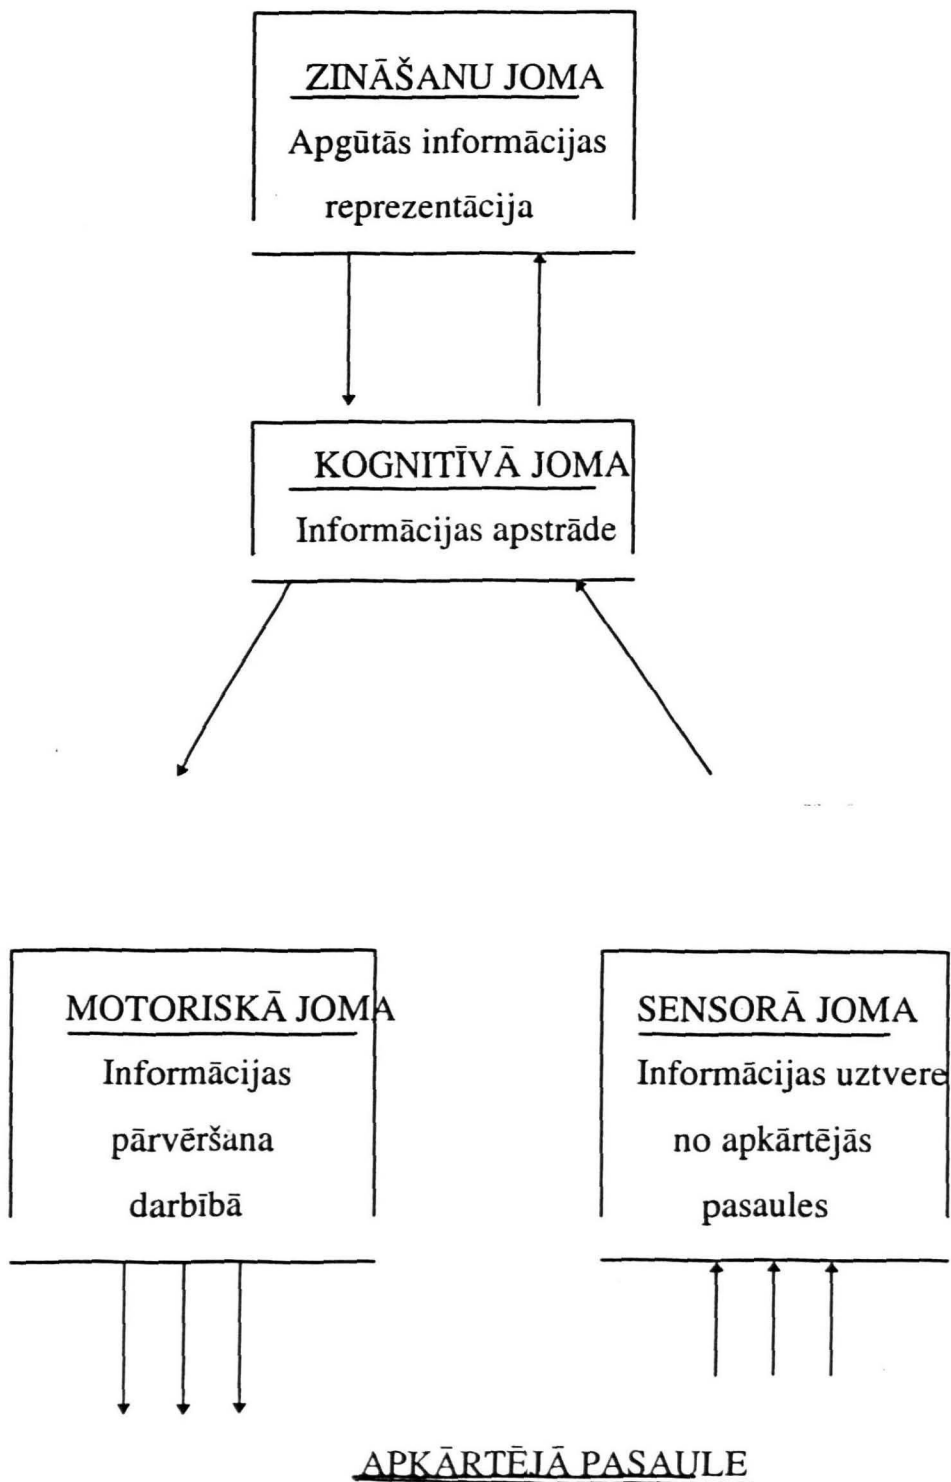 ZINĀŠANU JOMA
Apgūtās informācijas
reprezentācija
KOGNITĪVĀ JOMA
Informācijas apstrāde
MOTORISKĀ JOMA
Informācijas
pārvēršana
darbībā
SENSORĀ JOMA
Informācijas uztvere
no apkārtējās
pasaules
APKĀRTĒJĀ PASAULE